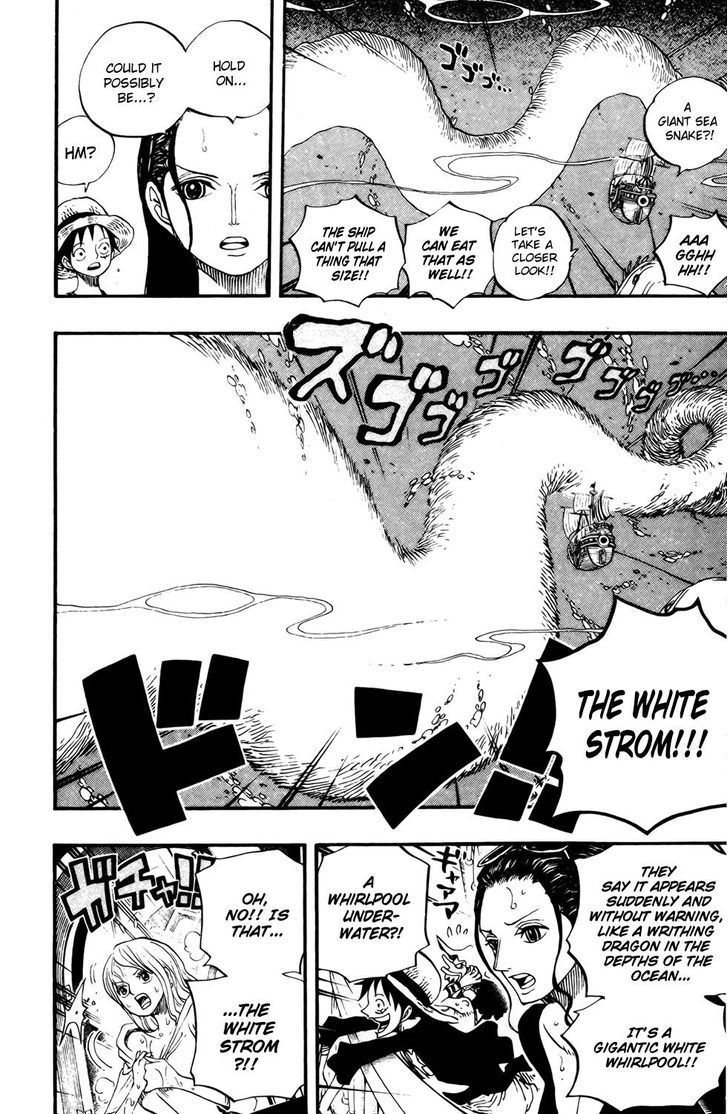 A
GIANT SEA
SNAKE?!
ゴゴゴ...
AAA
GGHH
HH!!
LET'S
TAKE A
CLOSER
LOOK!!
WE
CAN EAT
THAT AS
WELL!!
THE SHIP
CAN'T PULL A
THING THAT
SIZE!!
HOLD
ON...
COULD IT
POSSIBLY
BE...?
HM?
ズゴゴゴゴゴ...
THE WHITE
STROM!!!
ドン!!
THEY
SAY IT APPEARS
SUDDENLY AND
WITHOUT WARNING,
LIKE A WRITHING
DRAGON IN THE
DEPTHS OF THE
OCEAN...
IT'S A
GIGANTIC WHITE
WHIRLPOOL!!
A
WHIRLPOOL
UNDER-
WATER?!
ギャアア
OH,
NO!! IS
THAT...
...THE
WHITE
STROM
?!!
ガチャ!!